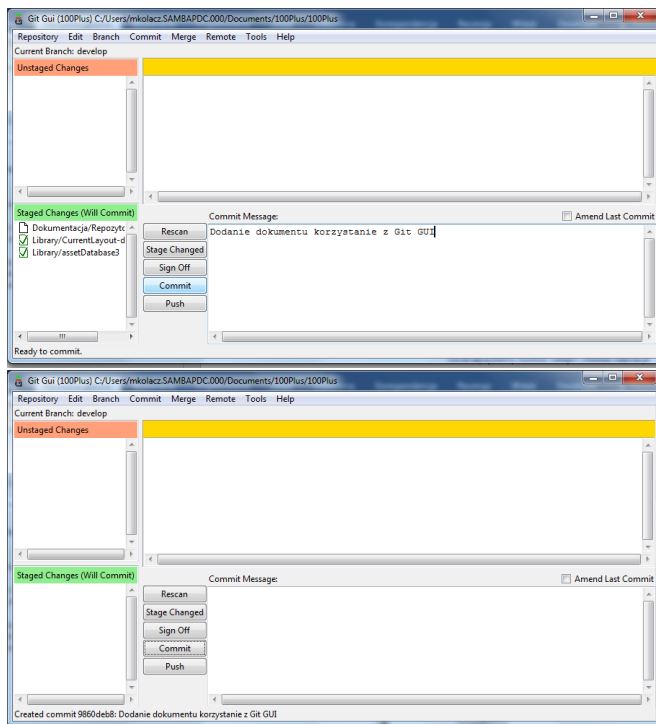 Git Gui (100Plus) C:/Users/mkolacz.SAMBAPDC.000/Documents/100Plus/100Plus
Repository Edit Branch Commit Merge Remote Tools Help
Current Branch: develop
Unstaged Changes
Staged Changes (Will Commit)
Dokumentacja/Repozytc
Library/CurrentLayout-d
Library/assetDatabase3
Rescan
Stage Changed
Sign Off
Commit
Push
Commit Message:
Amend Last Commit
Dodanie dokumentu korzystanie z Git GUI
Ready to commit.
Git Gui (100Plus) C:/Users/mkolacz.SAMBAPDC.000/Documents/100Plus/100Plus
Repository Edit Branch Commit Merge Remote Tools Help
Current Branch: develop
Unstaged Changes
Staged Changes (Will Commit)
Rescan
Stage Changed
Sign Off
Commit
Push
Commit Message:
Amend Last Commit
Created commit 9860deb8: Dodanie dokumentu korzystanie z Git GUI